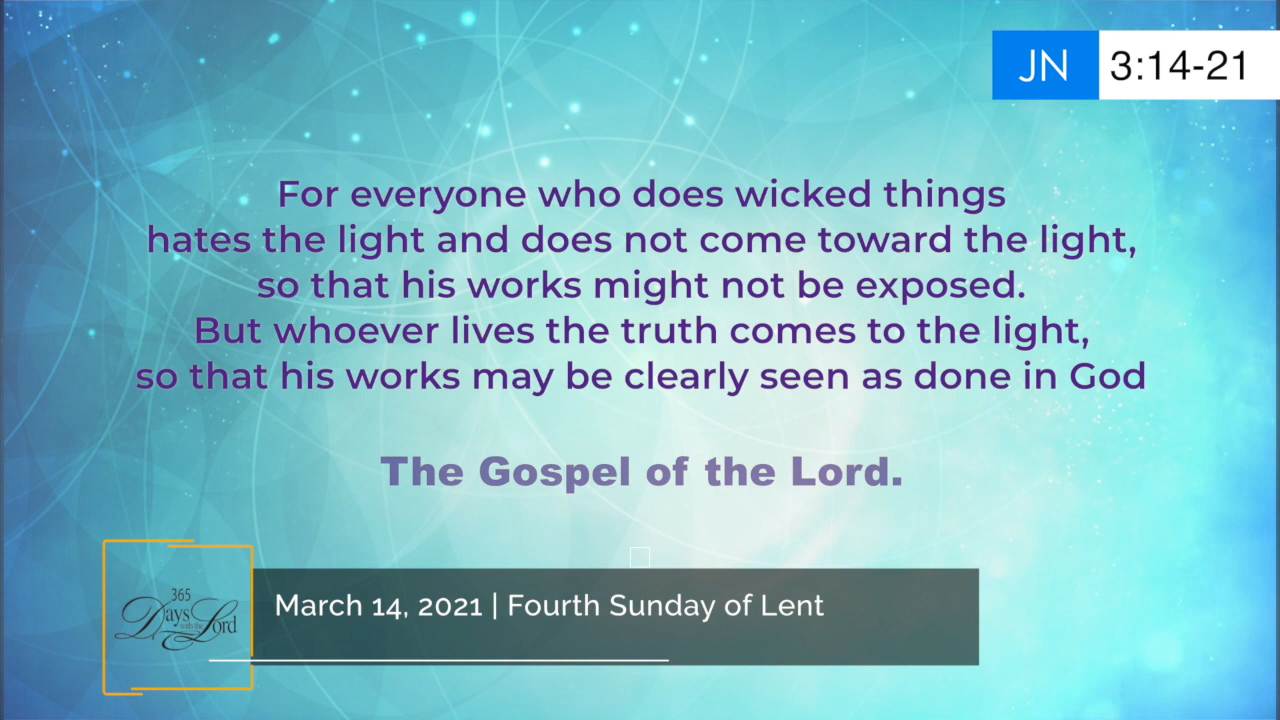 JN 3:14-21
For everyone who does wicked things
hates the light and does not come toward the light,
so that his works might not be exposed.
But whoever lives the truth comes to the light,
so that his works may be clearly seen as done in God
The Gospel of the Lord.
365
Days with the Lord
March 14, 2021 | Fourth Sunday of Lent